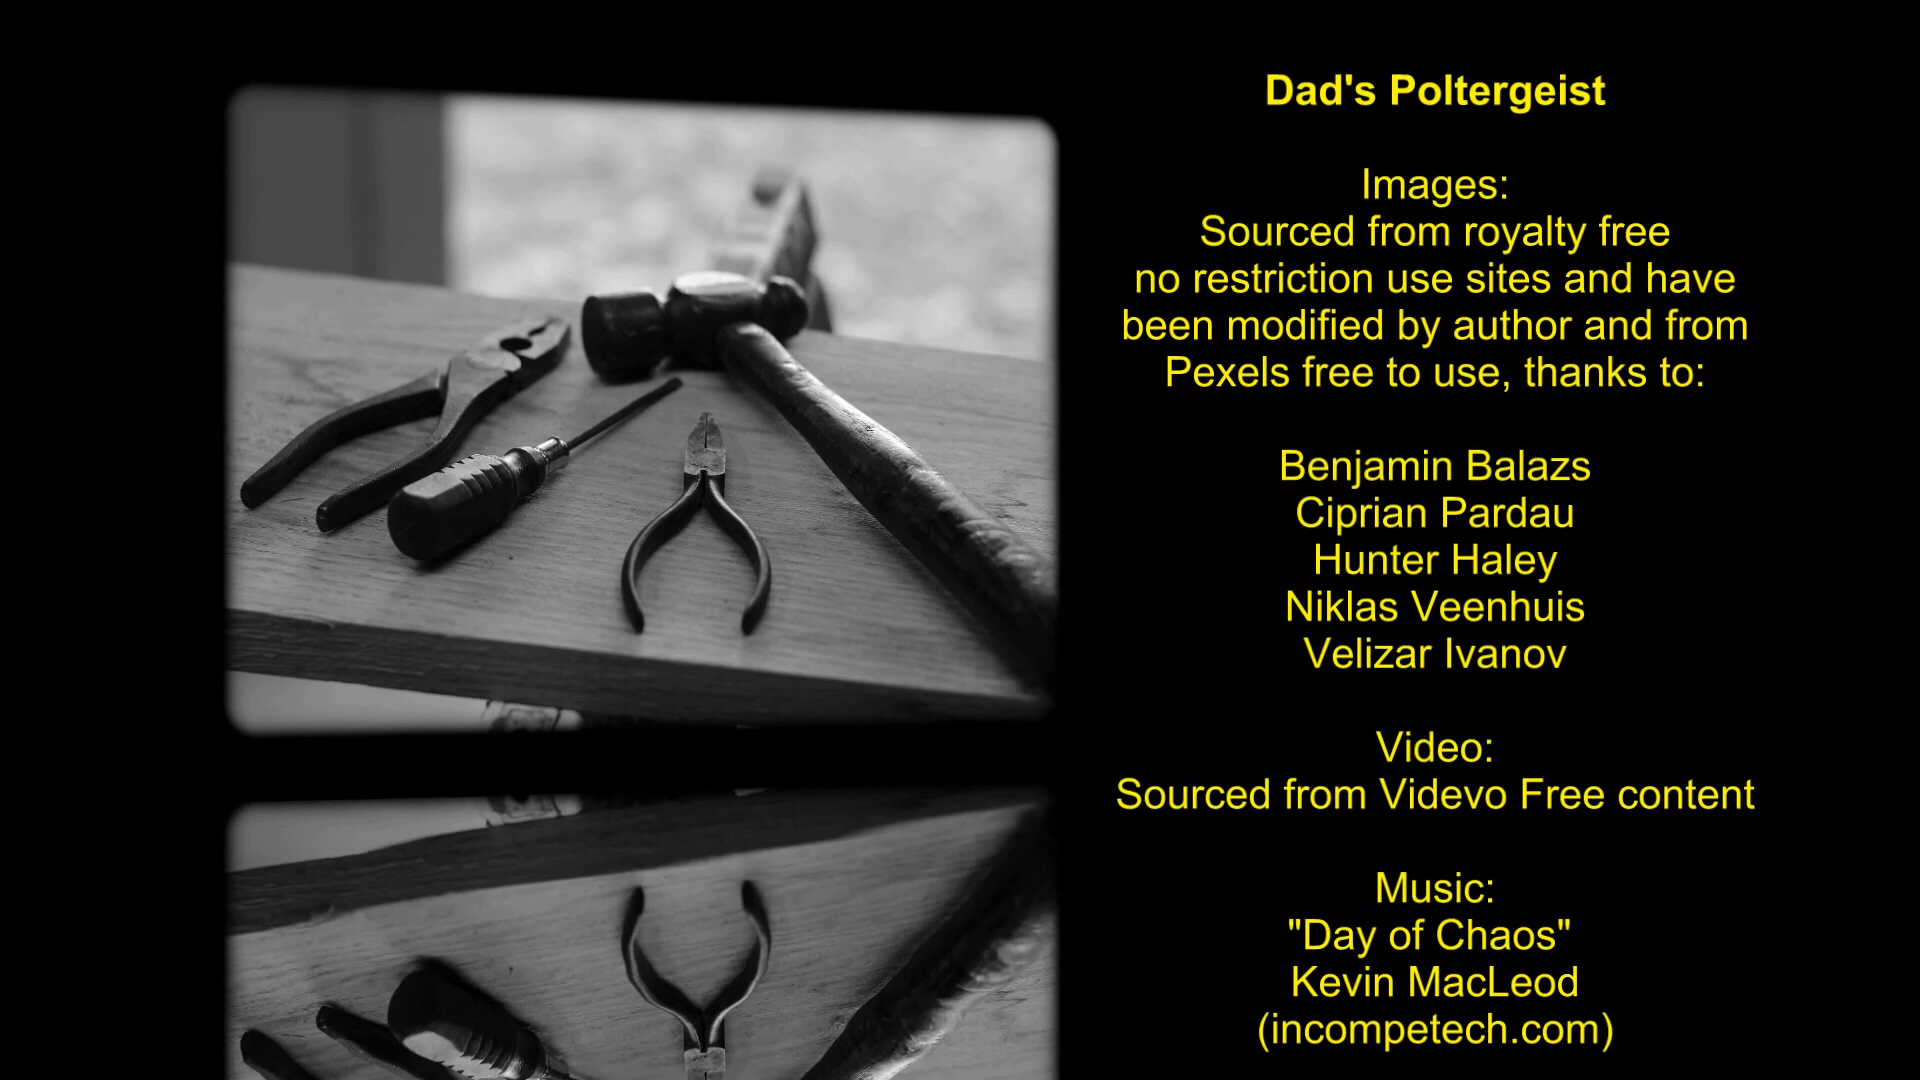 Dad's Poltergeist
Images:
Sourced from royalty free
no restriction use sites and have
been modified by author and from
Pexels free to use, thanks to:
Benjamin Balazs
Ciprian Pardau
Hunter Haley
Niklas Veenhuis
Velizar Ivanov
Video:
Sourced from Videvo Free content
Music:
"Day of Chaos"
Kevin MacLeod
(incompetech.com)